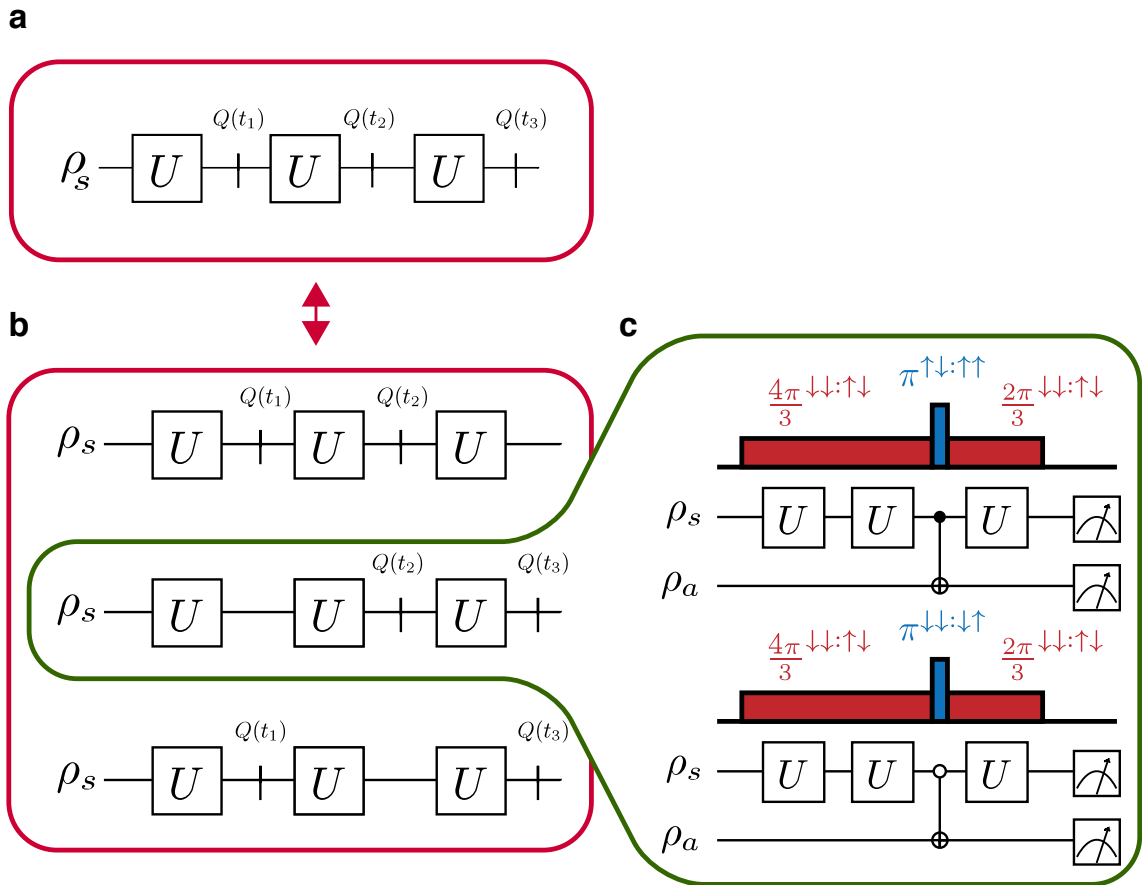 a
Q(t₁) Q(t₂) Q(t₃)
ρₛ U U U
b
Q(t₁) Q(t₂)
ρₛ U U U
Q(t₂) Q(t₃)
ρₛ U U U
Q(t₁) Q(t₃)
ρₛ U U U
c
π↑↓:↑↑
4π/3↓↓:↑↓ 2π/3↓↓:↑↓
ρₛ U U U
ρₐ
π↓↓:↓↑
4π/3↓↓:↑↓ 2π/3↓↓:↑↓
ρₛ U U U
ρₐ